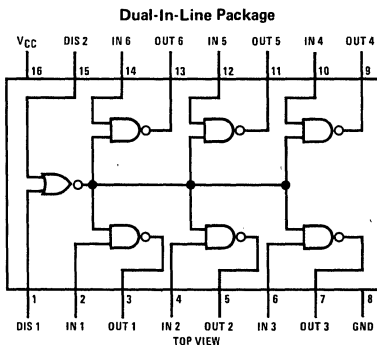 Dual-In-Line Package
VCC DIS 2 IN 6 OUT 6 IN 5 OUT 5 IN 4 OUT 4
16 15 14 13 12 11 10 9
1 2 3 4 5 6 7 8
DIS 1 IN 1 OUT 1 IN 2 OUT 2 IN 3 OUT 3 GND
TOP VIEW